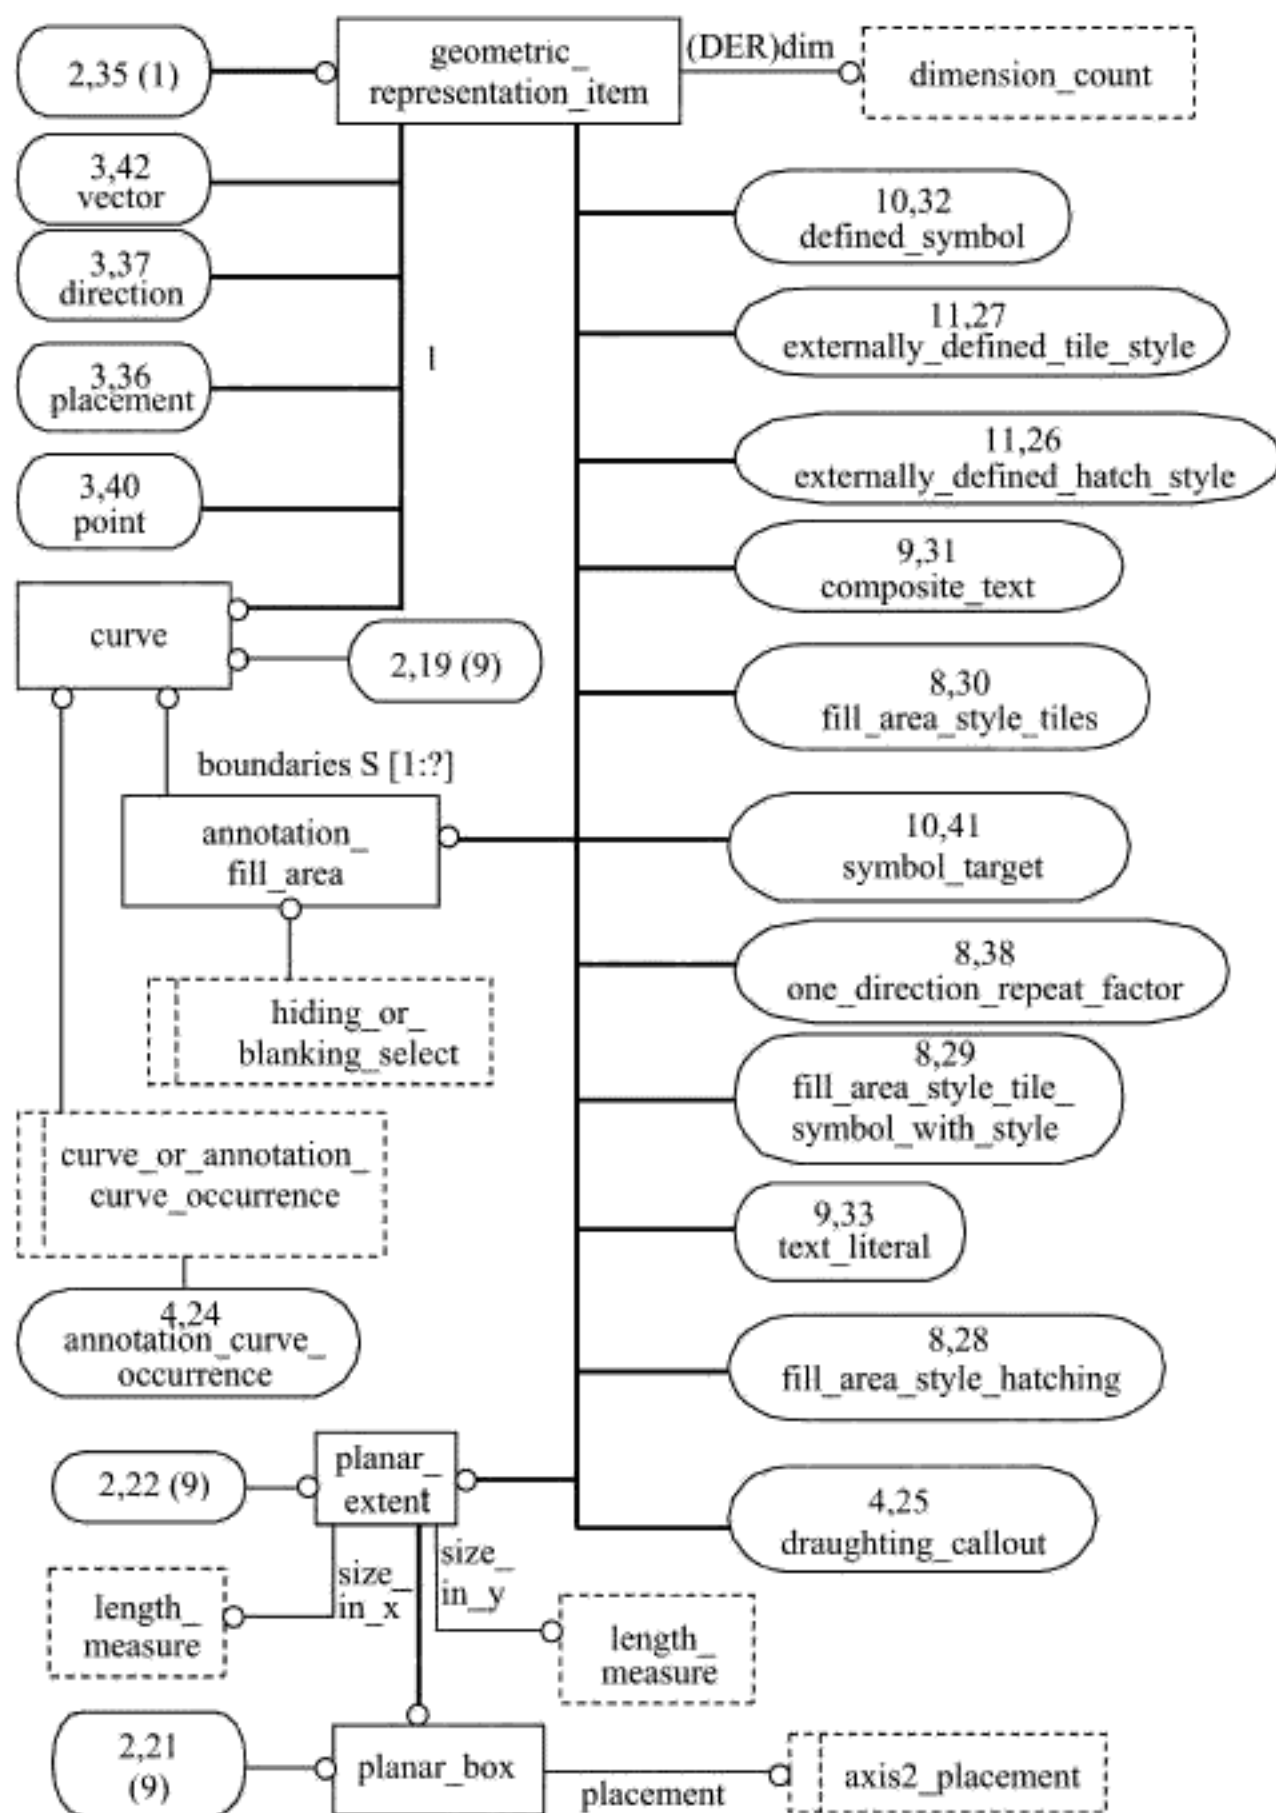 2,35 (1)
geometric_
representation_item
(DER)dim
dimension_count
3,42
vector
3,37
direction
3,36
placement
3,40
point
1
10,32
defined_symbol
11,27
externally_defined_tile_style
11,26
externally_defined_hatch_style
9,31
composite_text
curve
2,19 (9)
8,30
fill_area_style_tiles
boundaries S [1:?]
annotation_
fill_area
10,41
symbol_target
hiding_or_
blanking_select
8,38
one_direction_repeat_factor
8,29
fill_area_style_tile_
symbol_with_style
curve_or_annotation_
curve_occurrence
9,33
text_literal
4,24
annotation_curve_
occurrence
8,28
fill_area_style_hatching
2,22 (9)
planar_
extent
4,25
draughting_callout
size_
in_x
size_
in_y
length_
measure
length_
measure
2,21
(9)
planar_box
placement
axis2_placement